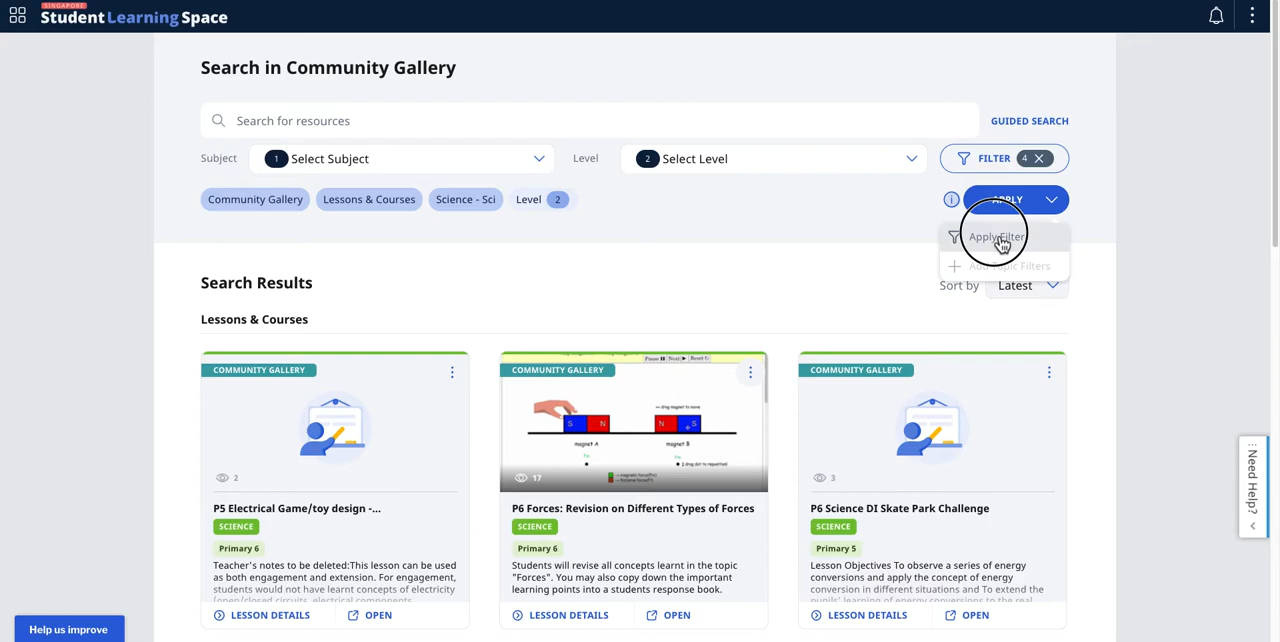 SINGAPORE
Student Learning Space
Search in Community Gallery
Search for resources
GUIDED SEARCH
Subject
1 Select Subject
Level
2 Select Level
FILTER 4
Community Gallery
Lessons & Courses
Science - Sci
Level 2
APPLY
Apply Filter
Add Topic Filters
Search Results
Sort by
Latest
Lessons & Courses
COMMUNITY GALLERY
2
P5 Electrical Game/toy design -...
SCIENCE
Primary 6
Teacher's notes to be deleted:This lesson can be used
as both engagement and extension. For engagement,
students would not have learnt concepts of electricity
(open/closed circuits, electrical components
LESSON DETAILS
OPEN
COMMUNITY GALLERY
Pause
Next
Reset
S N
N S
magnet A
magnet B
17
P6 Forces: Revision on Different Types of Forces
SCIENCE
Primary 6
Students will revise all concepts learnt in the topic
"Forces". You may also copy down the important
learning points into a students response book.
LESSON DETAILS
OPEN
COMMUNITY GALLERY
3
P6 Science DI Skate Park Challenge
SCIENCE
Primary 5
Lesson Objectives To observe a series of energy
conversions and apply the concept of energy
conversion in different situations and To extend the
pupils' learning of energy conversions to the real
LESSON DETAILS
OPEN
Need Help?
Help us improve